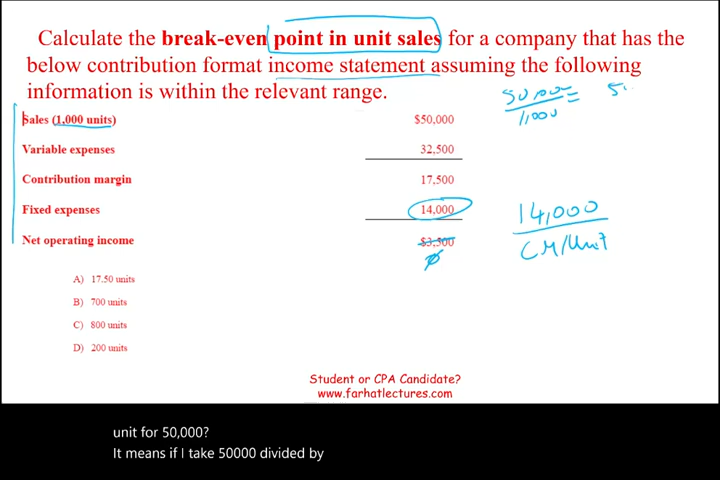 Calculate the break-even point in unit sales for a company that has the
below contribution format income statement assuming the following
information is within the relevant range.
50,000
1,000
=
Sales (1,000 units) $50,000
Variable expenses 32,500
Contribution margin 17,500
Fixed expenses 14,000
Net operating income $3,500
0
14,000
CM/Unit
A) 17.50 units
B) 700 units
C) 800 units
D) 200 units
Student or CPA Candidate?
www.farhatlectures.com
unit for 50,000?
It means if I take 50000 divided by